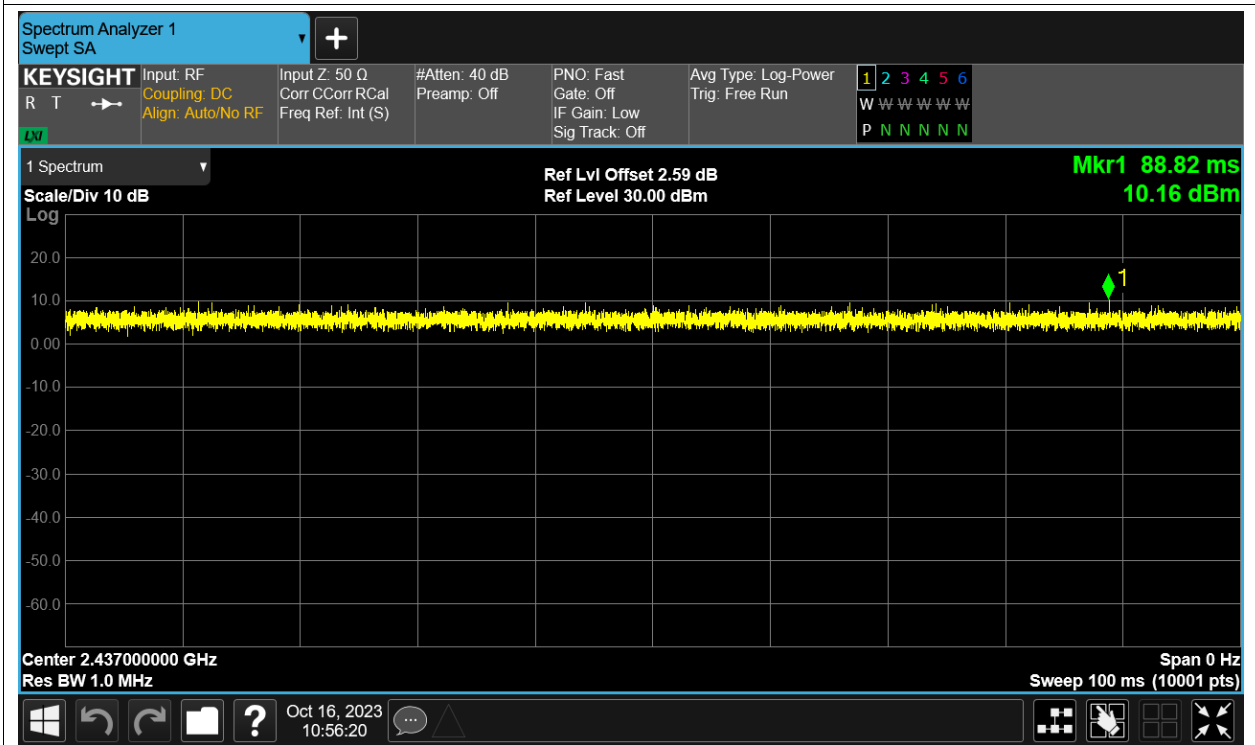 Spectrum Analyzer 1
Swept SA
+
KEYSIGHT
R T
LXI
Input: RF
Coupling: DC
Align: Auto/No RF
Input Z: 50 Ω
Corr CCorr RCal
Freq Ref: Int (S)
#Atten: 40 dB
Preamp: Off
PNO: Fast
Gate: Off
IF Gain: Low
Sig Track: Off
Avg Type: Log-Power
Trig: Free Run
1 2 3 4 5 6
W W W W W W
P N N N N N
1 Spectrum
Scale/Div 10 dB
Ref Lvl Offset 2.59 dB
Ref Level 30.00 dBm
Mkr1 88.82 ms
10.16 dBm
Log
20.0
10.0
0.00
-10.0
-20.0
-30.0
-40.0
-50.0
-60.0
1
Center 2.437000000 GHz
Res BW 1.0 MHz
Span 0 Hz
Sweep 100 ms (10001 pts)
?
Oct 16, 2023
10:56:20